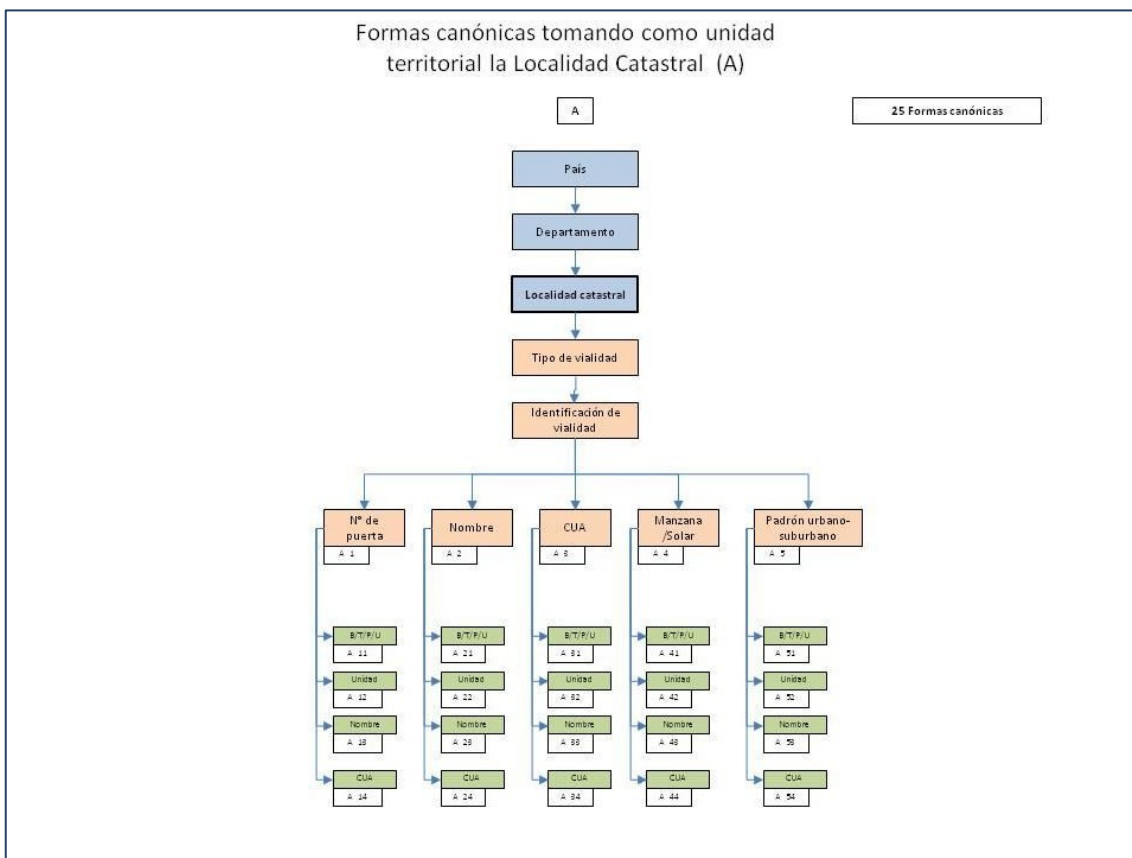 Formas canónicas tomando como unidad
territorial la Localidad Catastral (A)
A
25 Formas canónicas
País
Departamento
Localidad catastral
Tipo de vialidad
Identificación de
vialidad
N° de
puerta
A 1
Nombre
A 2
CUA
A 3
Manzana
/Solar
A 4
Padrón urbano-
suburbano
A 5
B/T/P/U
A 11
Unidad
A 12
Nombre
A 13
CUA
A 14
B/T/P/U
A 21
Unidad
A 22
Nombre
A 23
CUA
A 24
B/T/P/U
A 31
Unidad
A 32
Nombre
A 33
CUA
A 34
B/T/P/U
A 41
Unidad
A 42
Nombre
A 43
CUA
A 44
B/T/P/U
A 51
Unidad
A 52
Nombre
A 53
CUA
A 54